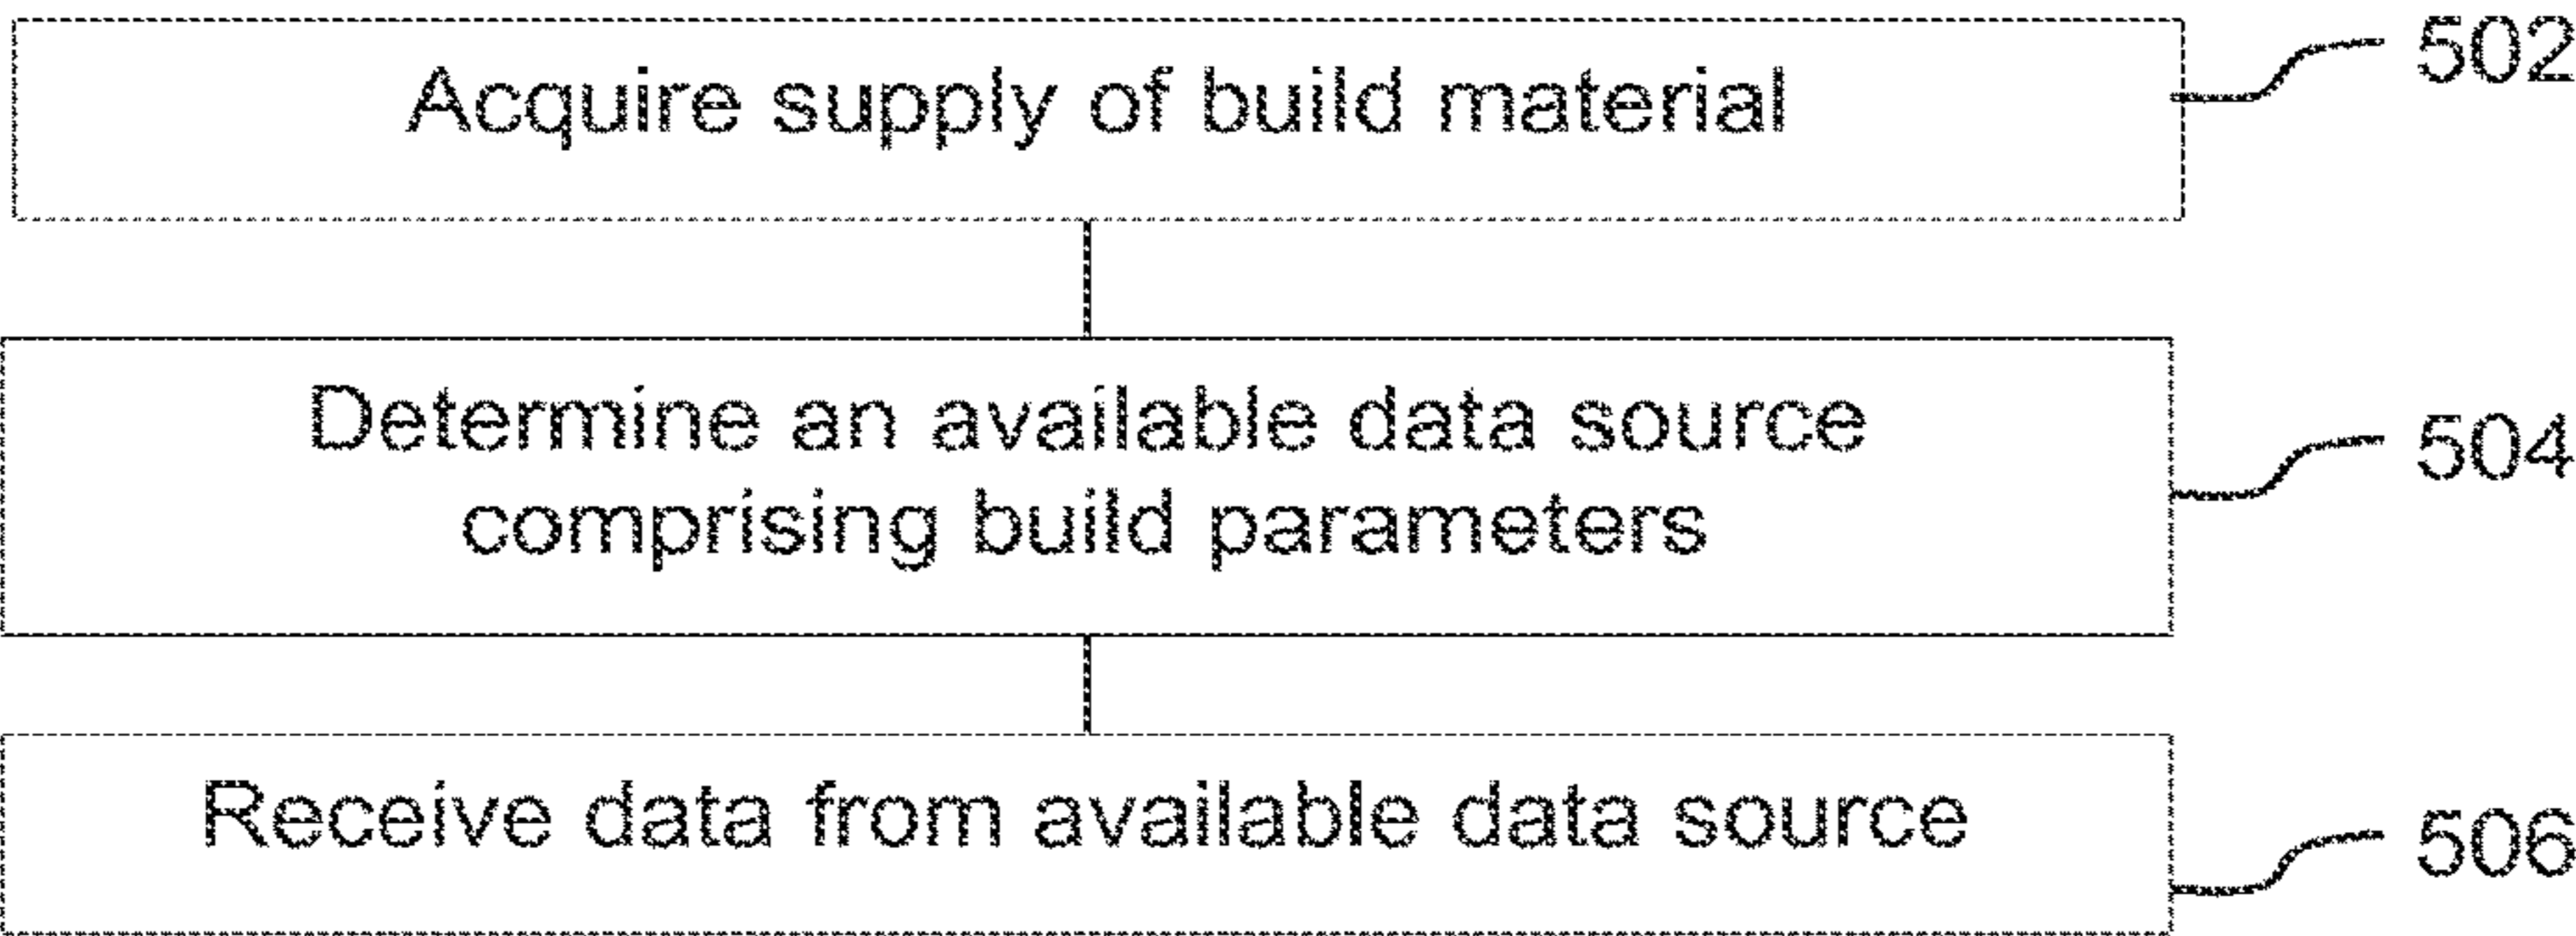 Acquire supply of build material
502
Determine an available data source
comprising build parameters
504
Receive data from available data source
506